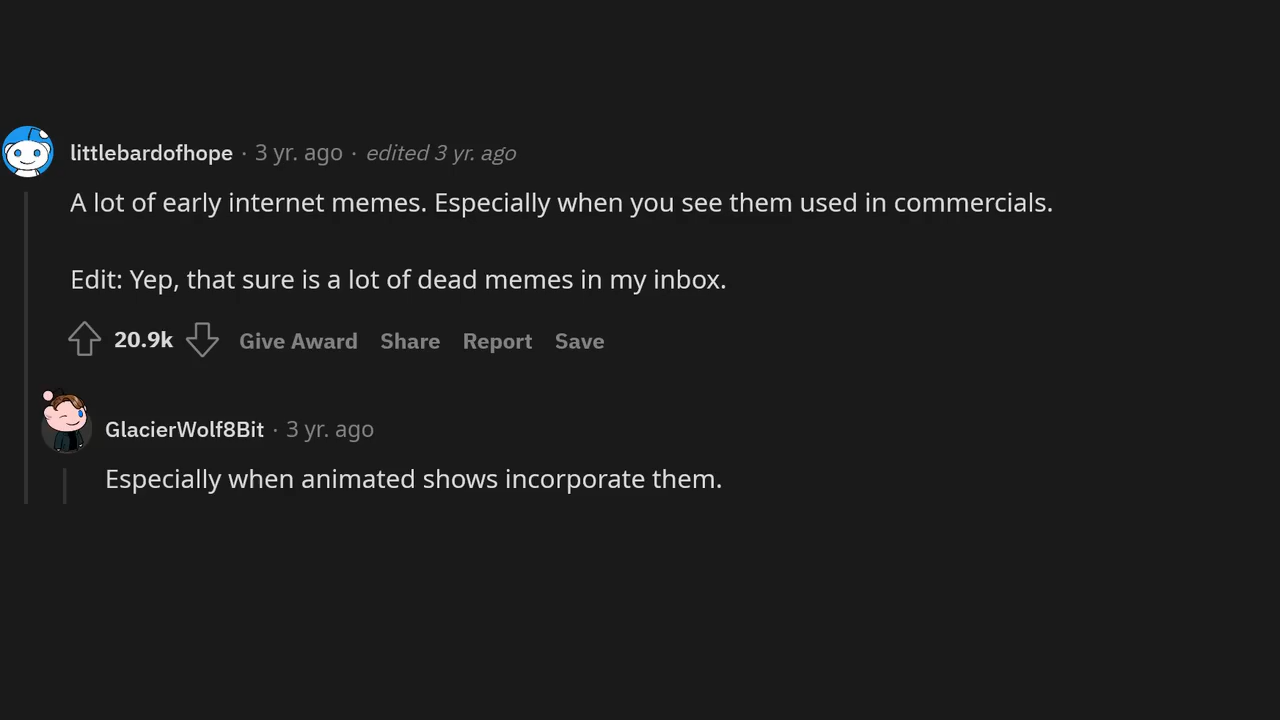 littlebardofhope · 3 yr. ago · edited 3 yr. ago
A lot of early internet memes. Especially when you see them used in commercials.
Edit: Yep, that sure is a lot of dead memes in my inbox.
20.9k Give Award Share Report Save
GlacierWolf8Bit · 3 yr. ago
Especially when animated shows incorporate them.